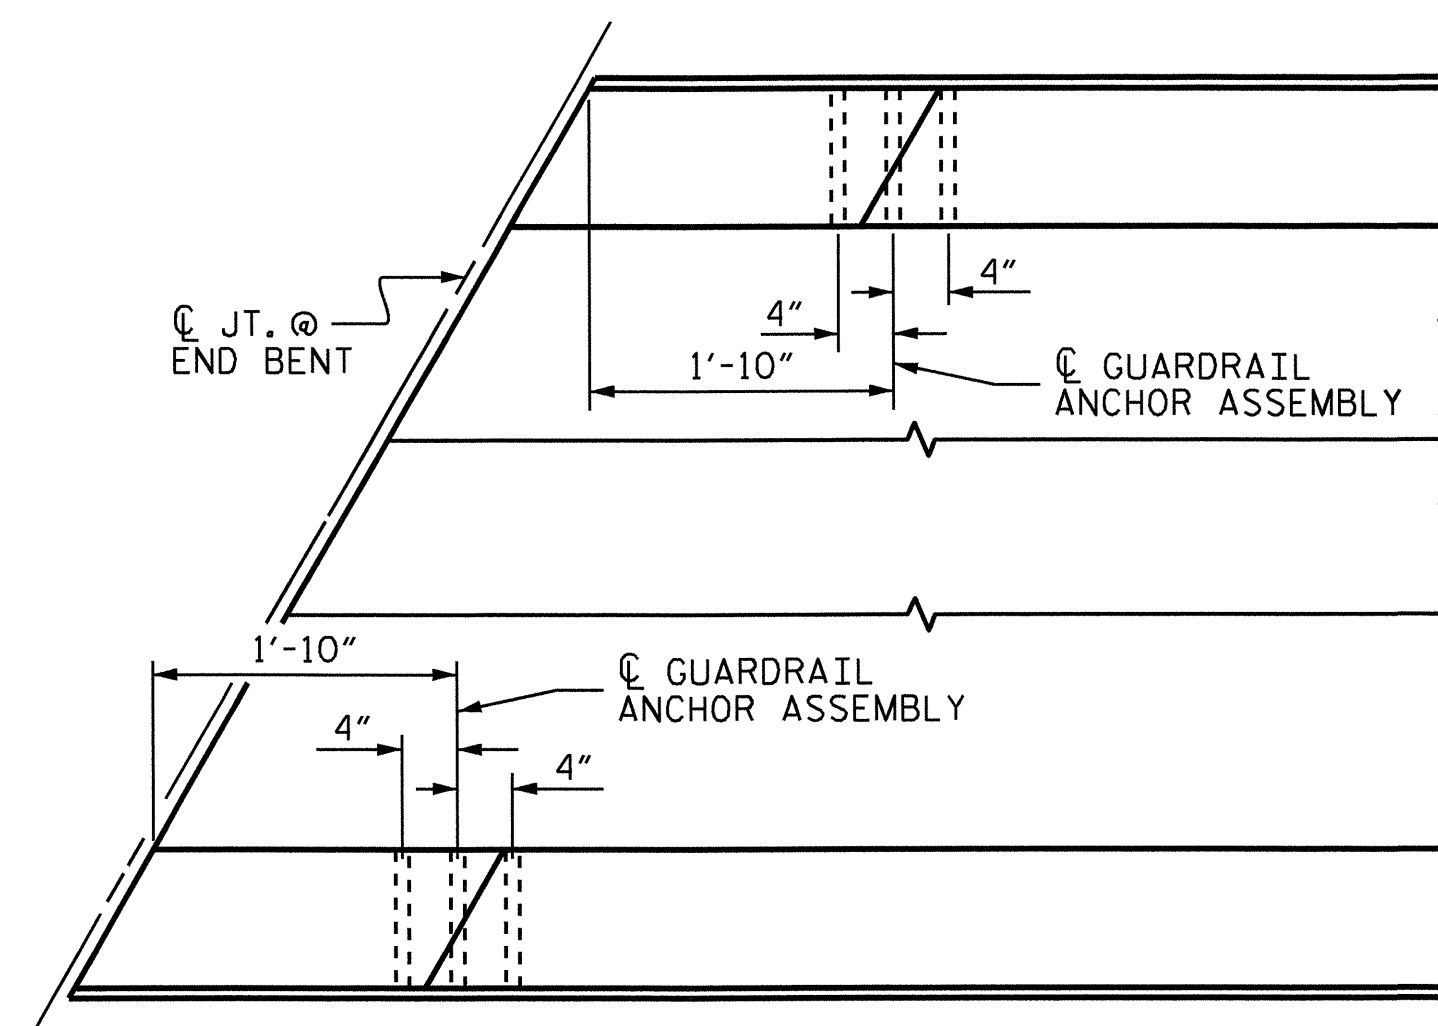 4"
℄ JT. @
END BENT
4"
1'-10"
℄ GUARDRAIL
ANCHOR ASSEMBLY
1'-10"
℄ GUARDRAIL
ANCHOR ASSEMBLY
4"
4"